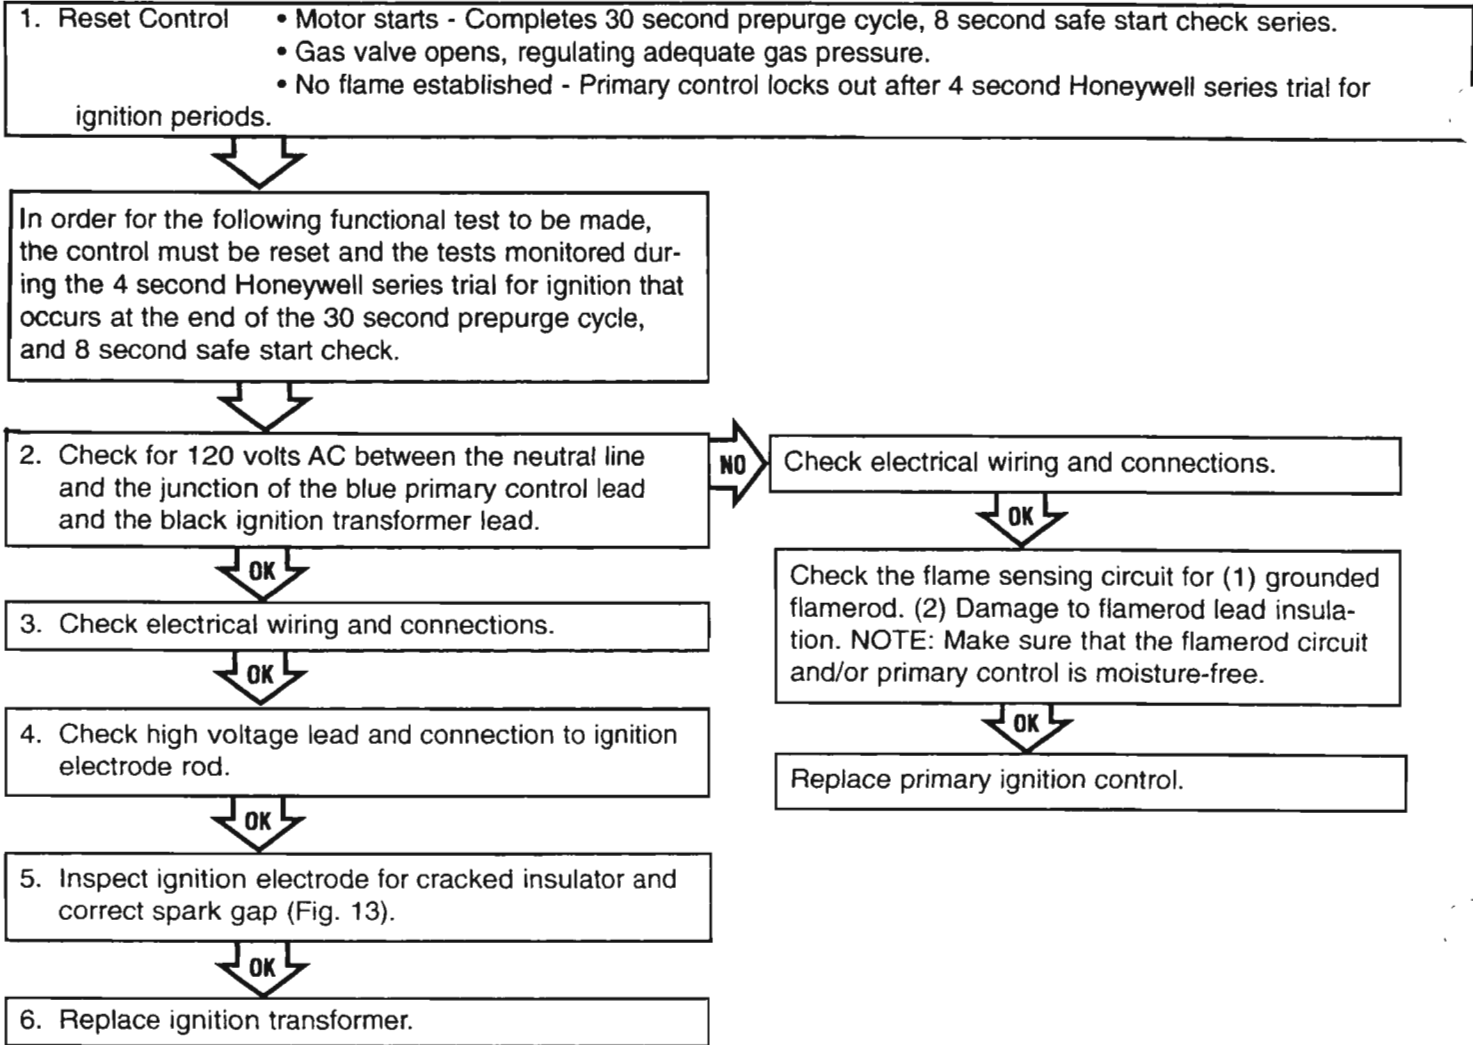 1. Reset Control • Motor starts - Completes 30 second prepurge cycle, 8 second safe start check series.
• Gas valve opens, regulating adequate gas pressure.
• No flame established - Primary control locks out after 4 second Honeywell series trial for
ignition periods.
In order for the following functional test to be made,
the control must be reset and the tests monitored dur-
ing the 4 second Honeywell series trial for ignition that
occurs at the end of the 30 second prepurge cycle,
and 8 second safe start check.
2. Check for 120 volts AC between the neutral line
and the junction of the blue primary control lead
and the black ignition transformer lead.
NO
Check electrical wiring and connections.
OK
Check the flame sensing circuit for (1) grounded
flamerod. (2) Damage to flamerod lead insula-
tion. NOTE: Make sure that the flamerod circuit
and/or primary control is moisture-free.
OK
Replace primary ignition control.
OK
3. Check electrical wiring and connections.
OK
4. Check high voltage lead and connection to ignition
electrode rod.
OK
5. Inspect ignition electrode for cracked insulator and
correct spark gap (Fig. 13).
OK
6. Replace ignition transformer.